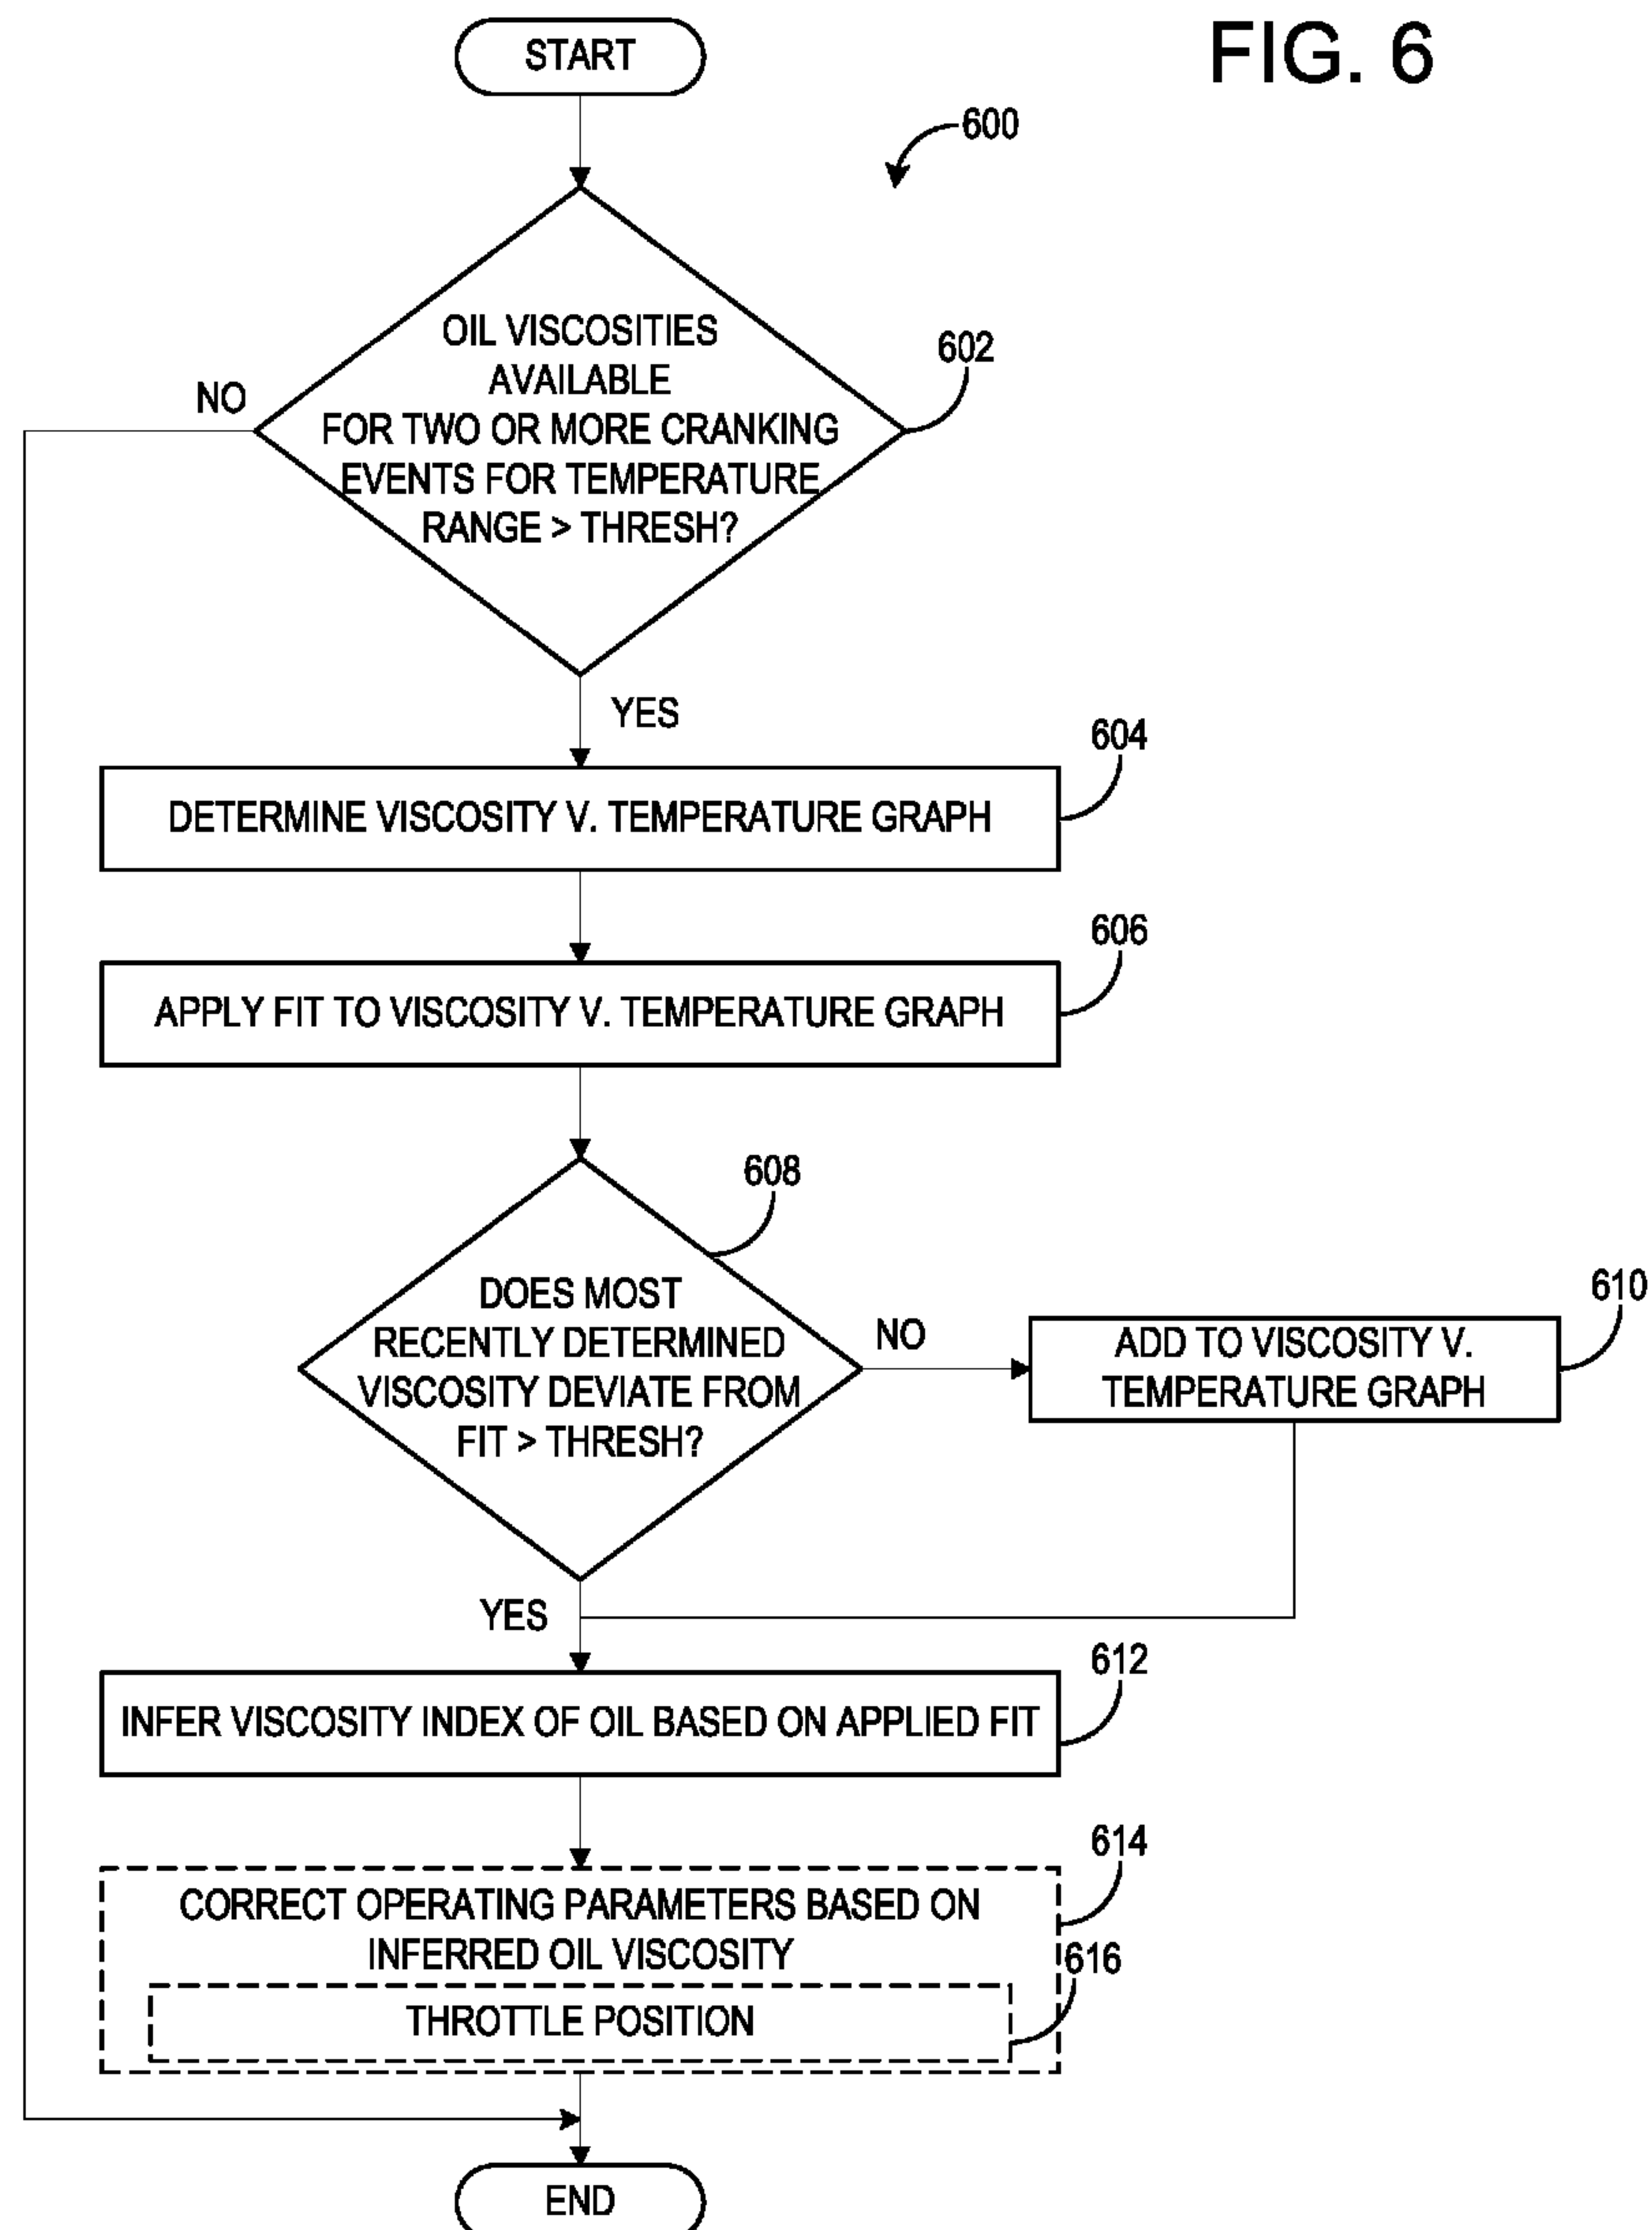 START
FIG. 6
600
OIL VISCOSITIES
AVAILABLE
FOR TWO OR MORE CRANKING
EVENTS FOR TEMPERATURE
RANGE > THRESH?
602
NO
YES
604
DETERMINE VISCOSITY V. TEMPERATURE GRAPH
606
APPLY FIT TO VISCOSITY V. TEMPERATURE GRAPH
608
DOES MOST
RECENTLY DETERMINED
VISCOSITY DEVIATE FROM
FIT > THRESH?
NO
610
ADD TO VISCOSITY V.
TEMPERATURE GRAPH
YES
612
INFER VISCOSITY INDEX OF OIL BASED ON APPLIED FIT
614
CORRECT OPERATING PARAMETERS BASED ON
INFERRED OIL VISCOSITY
616
THROTTLE POSITION
END